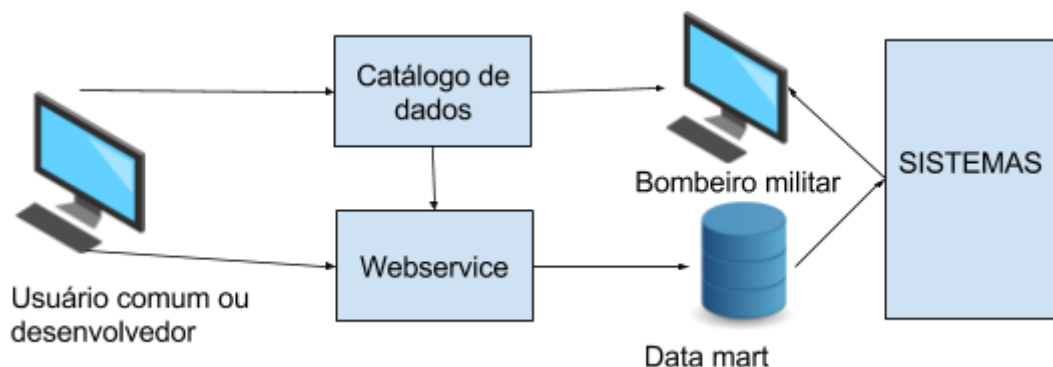 Catálogo de
dados
Bombeiro militar
SISTEMAS
Webservice
Usuário comum ou
desenvolvedor
Data mart